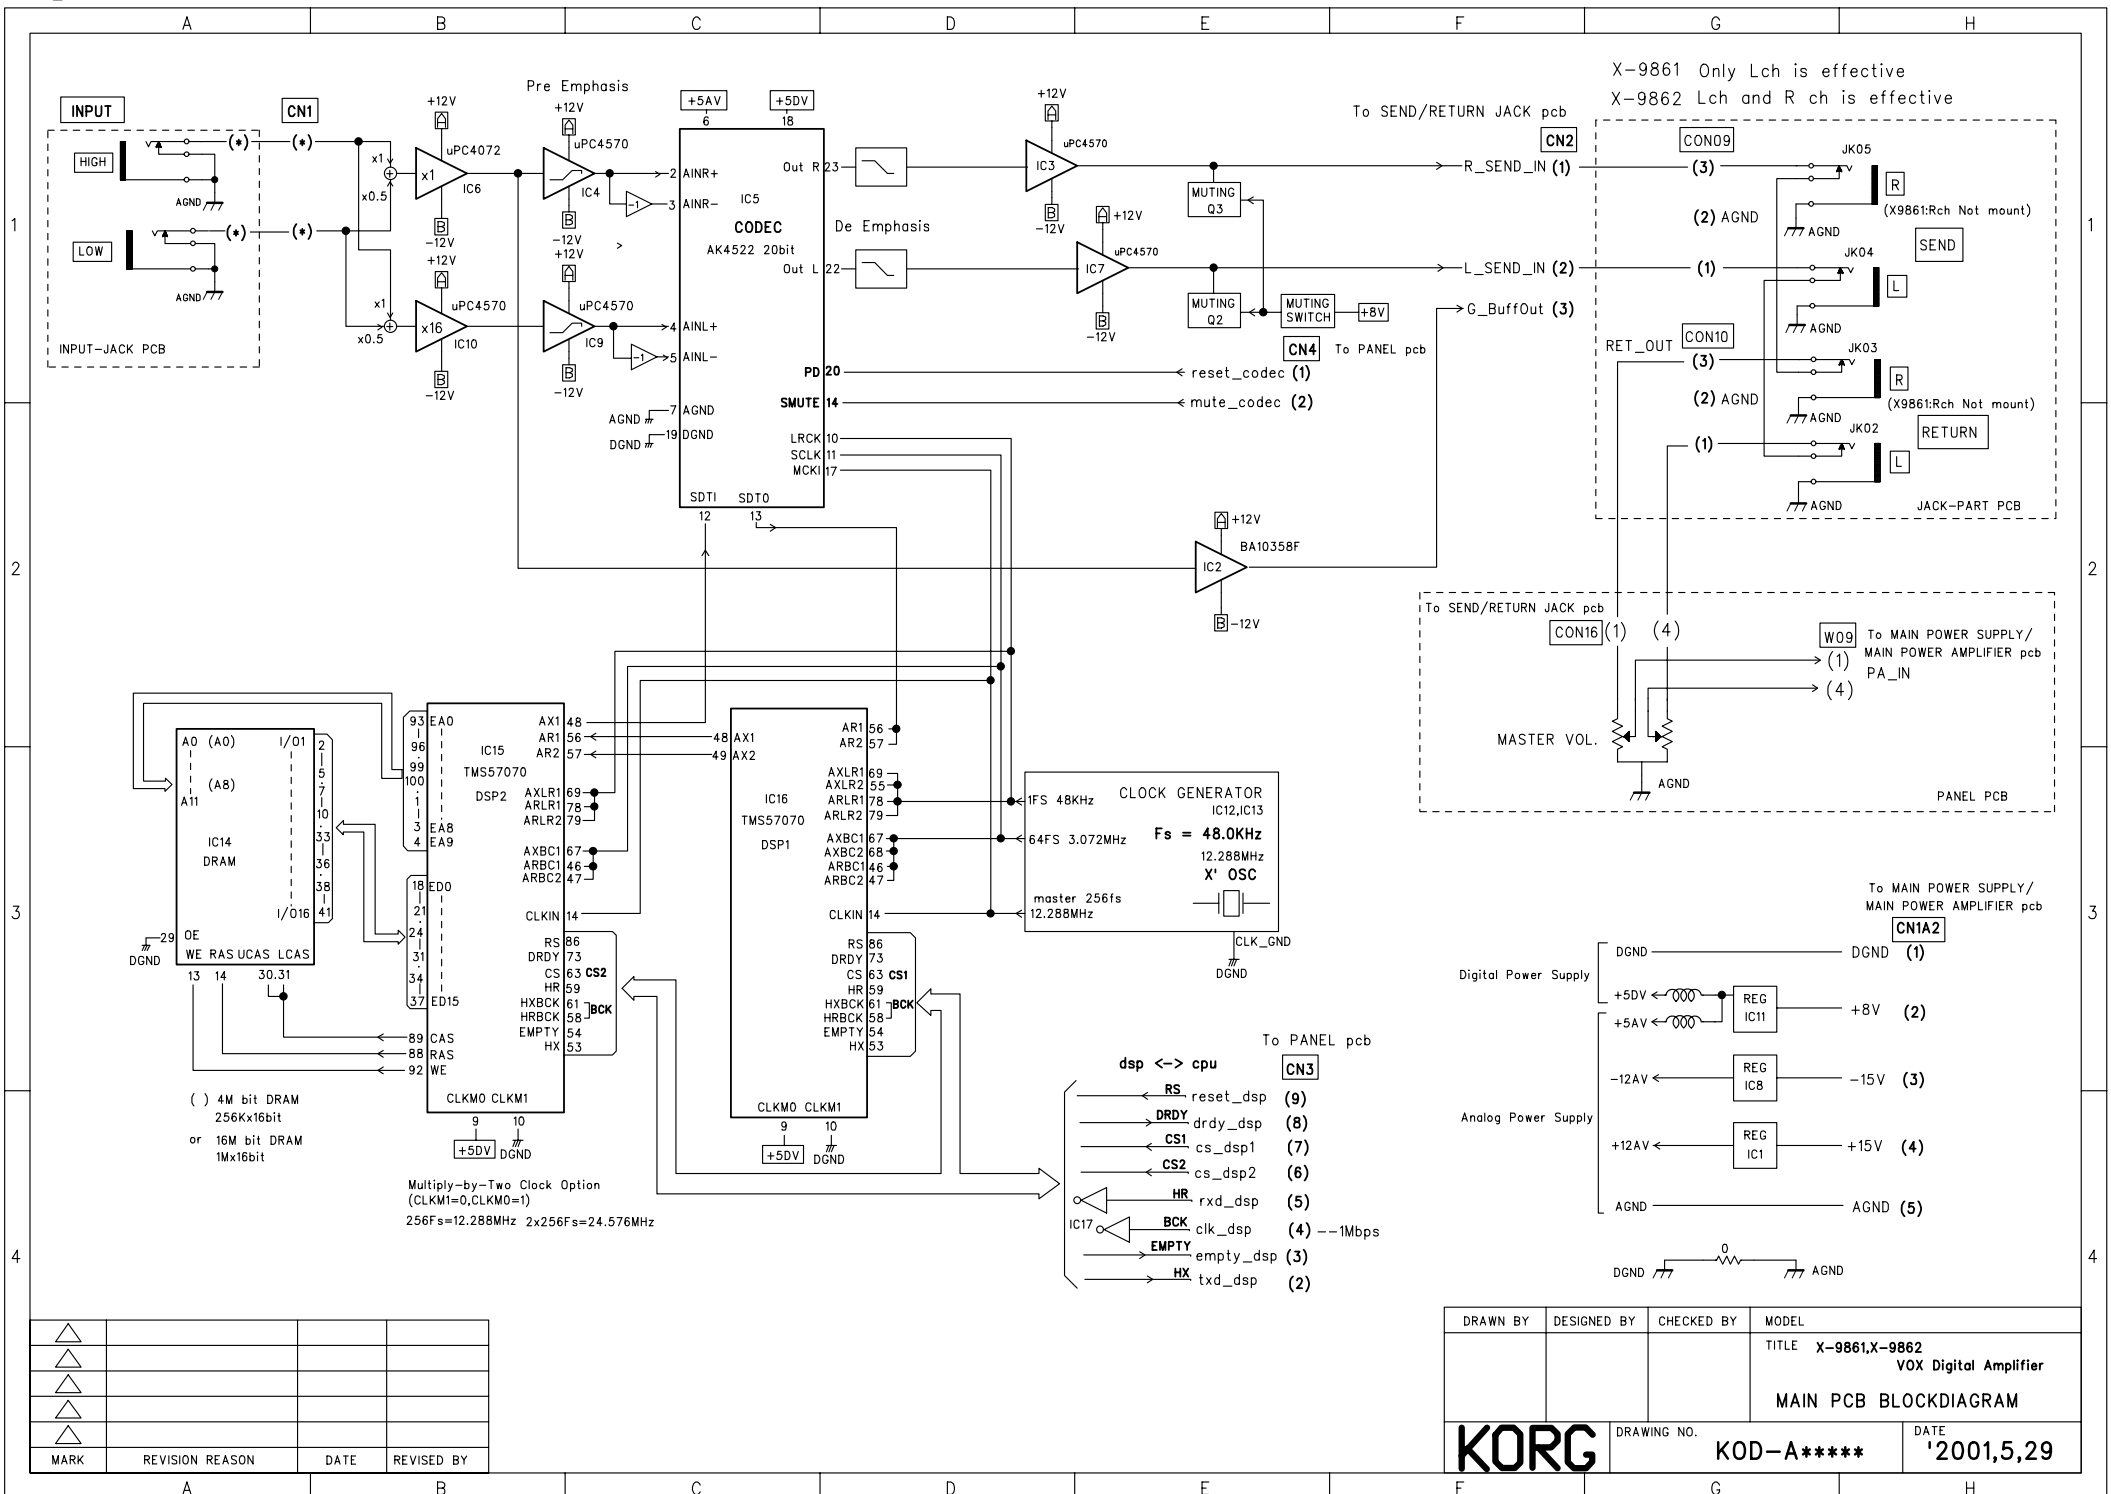 A B C D E F G H
X-9861 Only Lch is effective
X-9862 Lch and R ch is effective
INPUT
CN1
HIGH
LOW
(*) (*)
(*) (*)
AGND
AGND
INPUT-JACK PCB
x1
x0.5
x1
x0.5
+12V
uPC4072
x1
IC6
B
-12V
+12V
A
uPC4570
x16
IC10
B
-12V
Pre Emphasis
+12V
A
uPC4570
IC4
B
-12V
>
+12V
A
uPC4570
IC9
B
-12V
-1
-1
+5AV
+5DV
6
18
2 AINR+
3 AINR-
IC5
CODEC
AK4522 20bit
4 AINL+
5 AINL-
7 AGND
19 DGND
AGND
DGND
Out R 23
Out L 22
PD 20
SMUTE 14
LRCK 10
SCLK 11
MCKI 17
SDTI SDTO
12 13
De Emphasis
+12V
A
uPC4570
IC3
B
-12V
A +12V
uPC4570
IC7
B
-12V
MUTING
Q3
MUTING
Q2
MUTING
SWITCH
+8V
CN4 To PANEL pcb
reset_codec (1)
mute_codec (2)
To SEND/RETURN JACK pcb
CN2
R_SEND_IN (1)
L_SEND_IN (2)
G_BuffOut (3)
CON09
(3)
(2) AGND
(1)
RET_OUT CON10
(3)
(2) AGND
(1)
JK05
R
(X9861:Rch Not mount)
AGND
SEND
JK04
L
AGND
JK03
R
(X9861:Rch Not mount)
AGND
RETURN
JK02
L
AGND
JACK-PART PCB
A +12V
BA10358F
IC2
B -12V
To SEND/RETURN JACK pcb
CON16 (1) (4)
W09 To MAIN POWER SUPPLY/
MAIN POWER AMPLIFIER pcb
(1)
PA_IN
(4)
MASTER VOL.
AGND
PANEL PCB
A0 (A0) I/O1
(A8)
A11
IC14
DRAM
I/O16
2
5
7
10
33
36
38
41
29 OE
DGND
WE RAS UCAS LCAS
13 14 30.31
( ) 4M bit DRAM
256Kx16bit
or 16M bit DRAM
1Mx16bit
93 EA0
96
99
100
1
3 EA8
4 EA9
18 ED0
21
24
31
34
37 ED15
89 CAS
88 RAS
92 WE
IC15
TMS57070
DSP2
AX1 48
AR1 56
AR2 57
AXLR1 69
ARLR1 78
ARLR2 79
AXBC1 67
ARBC1 46
ARBC2 47
CLKIN 14
RS 86
DRDY 73
CS 63 CS2
HR 59
HXBCK 61
BCK
HRBCK 58
EMPTY 54
HX 53
CLKM0 CLKM1
9 10
+5DV DGND
Multiply-by-Two Clock Option
(CLKM1=0,CLKM0=1)
256Fs=12.288MHz 2x256Fs=24.576MHz
48 AX1
49 AX2
IC16
TMS57070
DSP1
AR1 56
AR2 57
AXLR1 69
AXLR2 55
ARLR1 78
ARLR2 79
AXBC1 67
AXBC2 68
ARBC1 46
ARBC2 47
CLKIN 14
RS 86
DRDY 73
CS 63 CS1
HR 59
HXBCK 61
BCK
HRBCK 58
EMPTY 54
HX 53
CLKM0 CLKM1
9 10
+5DV DGND
1FS 48KHz
CLOCK GENERATOR
IC12,IC13
Fs = 48.0KHz
64FS 3.072MHz
12.288MHz
X' OSC
master 256fs
12.288MHz
CLK_GND
DGND
To PANEL pcb
dsp <-> cpu
CN3
RS reset_dsp (9)
DRDY drdy_dsp (8)
CS1 cs_dsp1 (7)
CS2 cs_dsp2 (6)
HR rxd_dsp (5)
IC17 BCK clk_dsp (4) --1Mbps
EMPTY empty_dsp (3)
HX txd_dsp (2)
To MAIN POWER SUPPLY/
MAIN POWER AMPLIFIER pcb
CN1A2
Digital Power Supply
DGND DGND (1)
+5DV REG IC11 +8V (2)
+5AV
Analog Power Supply
-12AV REG IC8 -15V (3)
+12AV REG IC1 +15V (4)
AGND AGND (5)
0
DGND AGND
MARK REVISION REASON DATE REVISED BY
DRAWN BY DESIGNED BY CHECKED BY MODEL
TITLE X-9861,X-9862
VOX Digital Amplifier
MAIN PCB BLOCKDIAGRAM
KORG
DRAWING NO.
KOD-A*****
DATE
'2001,5,29
1 2 3 4
1 2 3 4
A B C D E F G H